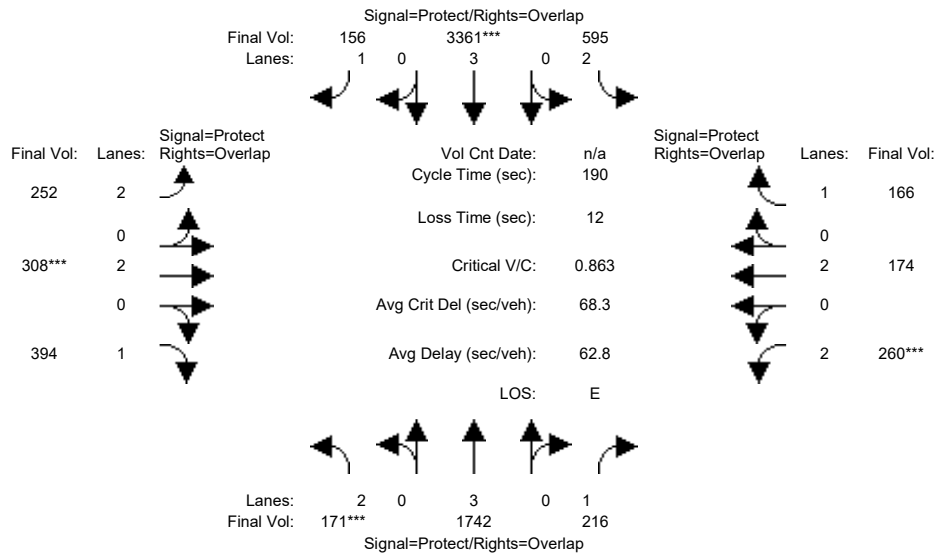 Signal=Protect/Rights=Overlap
Final Vol: 156 3361*** 595
Lanes: 1 0 3 0 2
Signal=Protect
Final Vol: Lanes: Rights=Overlap
Vol Cnt Date: n/a
Signal=Protect
Rights=Overlap Lanes: Final Vol:
252 2
Cycle Time (sec): 190
1 166
0
Loss Time (sec): 12
0
308*** 2
Critical V/C: 0.863
2 174
0
Avg Crit Del (sec/veh): 68.3
0
394 1
Avg Delay (sec/veh): 62.8
2 260***
LOS: E
Lanes: 2 0 3 0 1
Final Vol: 171*** 1742 216
Signal=Protect/Rights=Overlap